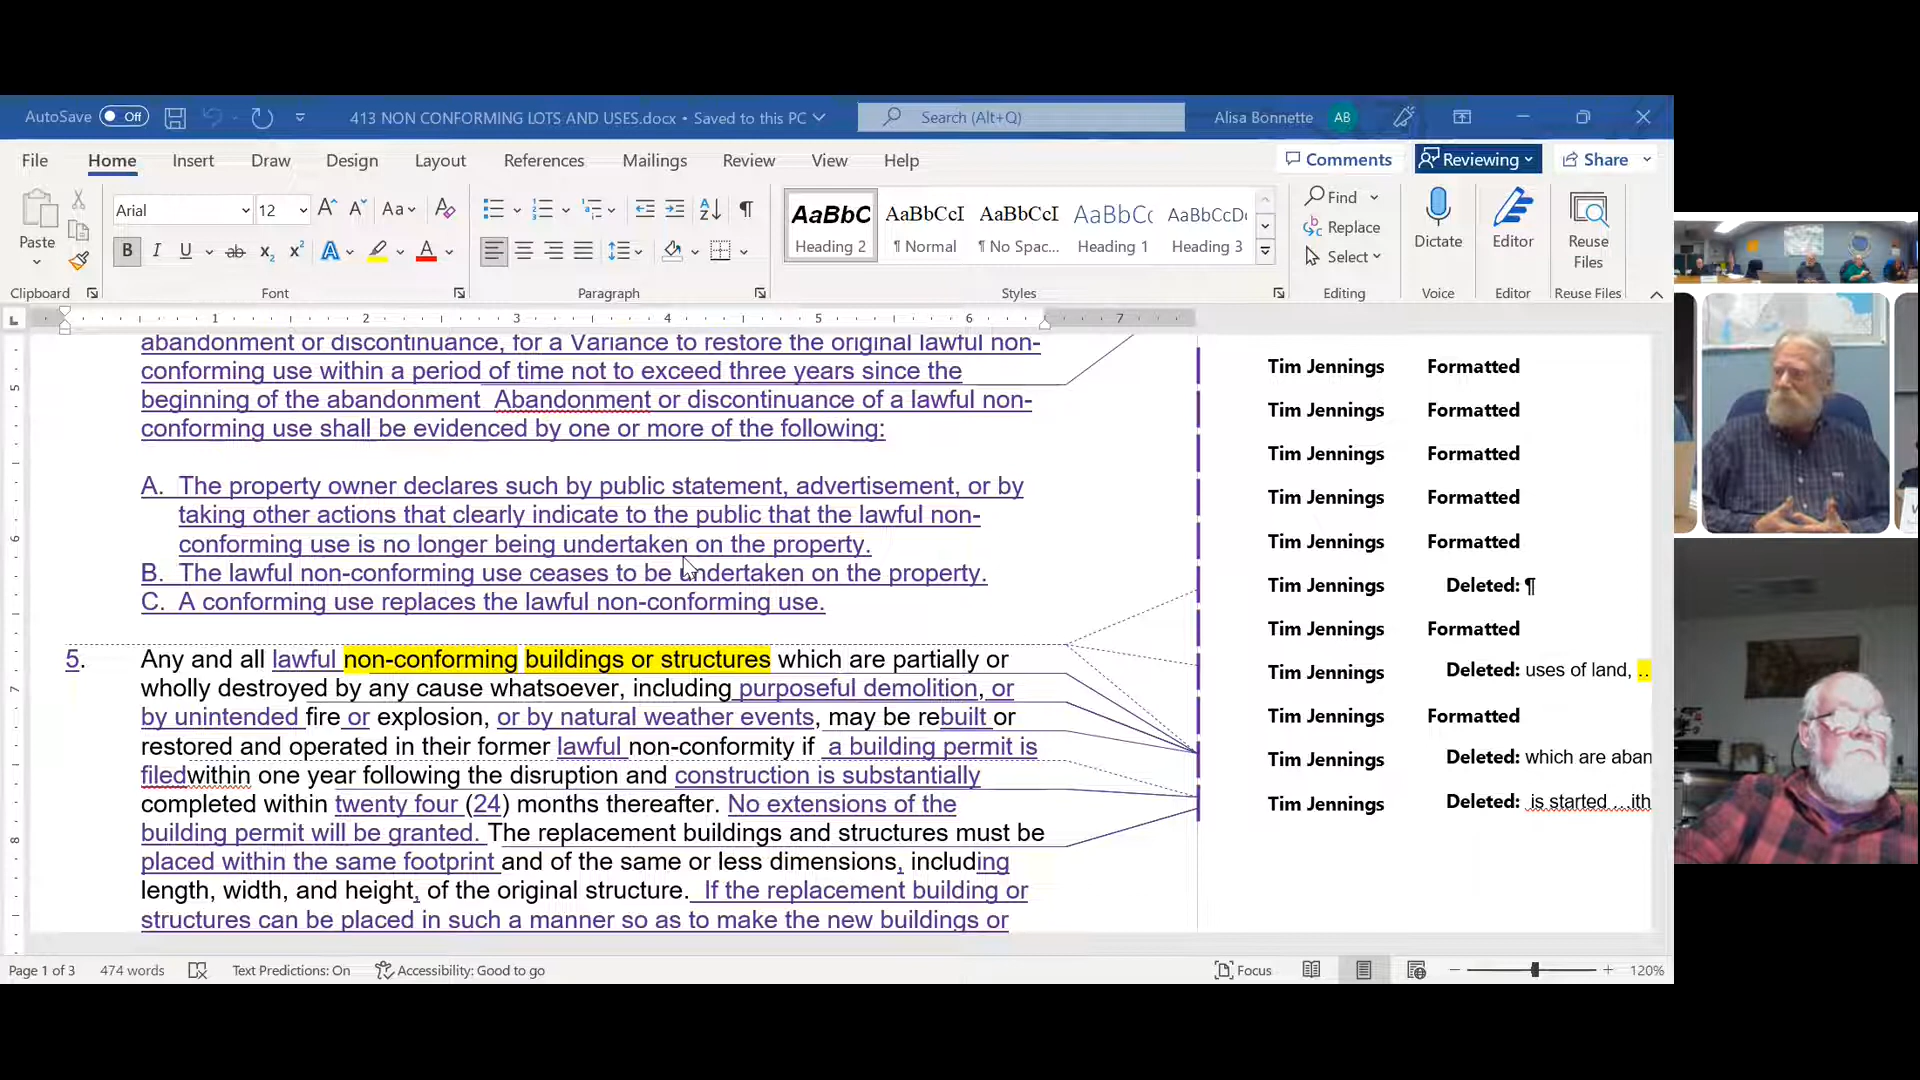 AutoSave Off 413 NON CONFORMING LOTS AND USES.docx • Saved to this PC Search (Alt+Q) Alisa Bonnette AB
File Home Insert Draw Design Layout References Mailings Review View Help Comments Reviewing Share
Arial 12 Aa
Paste
B I U ab x₂ x² A A
AaBbC AaBbCcI AaBbCcI AaBbCc AaBbCcD
Heading 2 ¶ Normal ¶ No Spac... Heading 1 Heading 3
Find
Replace
Select
Dictate
Editor
Reuse
Files
Clipboard Font Paragraph Styles Editing Voice Editor Reuse Files
1 2 3 4 5 6 7
5
6
7
8
abandonment or discontinuance, for a Variance to restore the original lawful non-
conforming use within a period of time not to exceed three years since the
beginning of the abandonment  Abandonment or discontinuance of a lawful non-
conforming use shall be evidenced by one or more of the following:
A. The property owner declares such by public statement, advertisement, or by
taking other actions that clearly indicate to the public that the lawful non-
conforming use is no longer being undertaken on the property.
B. The lawful non-conforming use ceases to be undertaken on the property.
C. A conforming use replaces the lawful non-conforming use.
5. Any and all lawful non-conforming buildings or structures which are partially or
wholly destroyed by any cause whatsoever, including purposeful demolition, or
by unintended fire or explosion, or by natural weather events, may be rebuilt or
restored and operated in their former lawful non-conformity if  a building permit is
filedwithin one year following the disruption and construction is substantially
completed within twenty four (24) months thereafter. No extensions of the
building permit will be granted. The replacement buildings and structures must be
placed within the same footprint and of the same or less dimensions, including
length, width, and height, of the original structure.  If the replacement building or
structures can be placed in such a manner so as to make the new buildings or
Tim Jennings Formatted
Tim Jennings Formatted
Tim Jennings Formatted
Tim Jennings Formatted
Tim Jennings Formatted
Tim Jennings Deleted: ¶
Tim Jennings Formatted
Tim Jennings Deleted: uses of land, ...
Tim Jennings Formatted
Tim Jennings Deleted: which are aban
Tim Jennings Deleted:  is started ...ith
Page 1 of 3 474 words Text Predictions: On Accessibility: Good to go Focus 120%